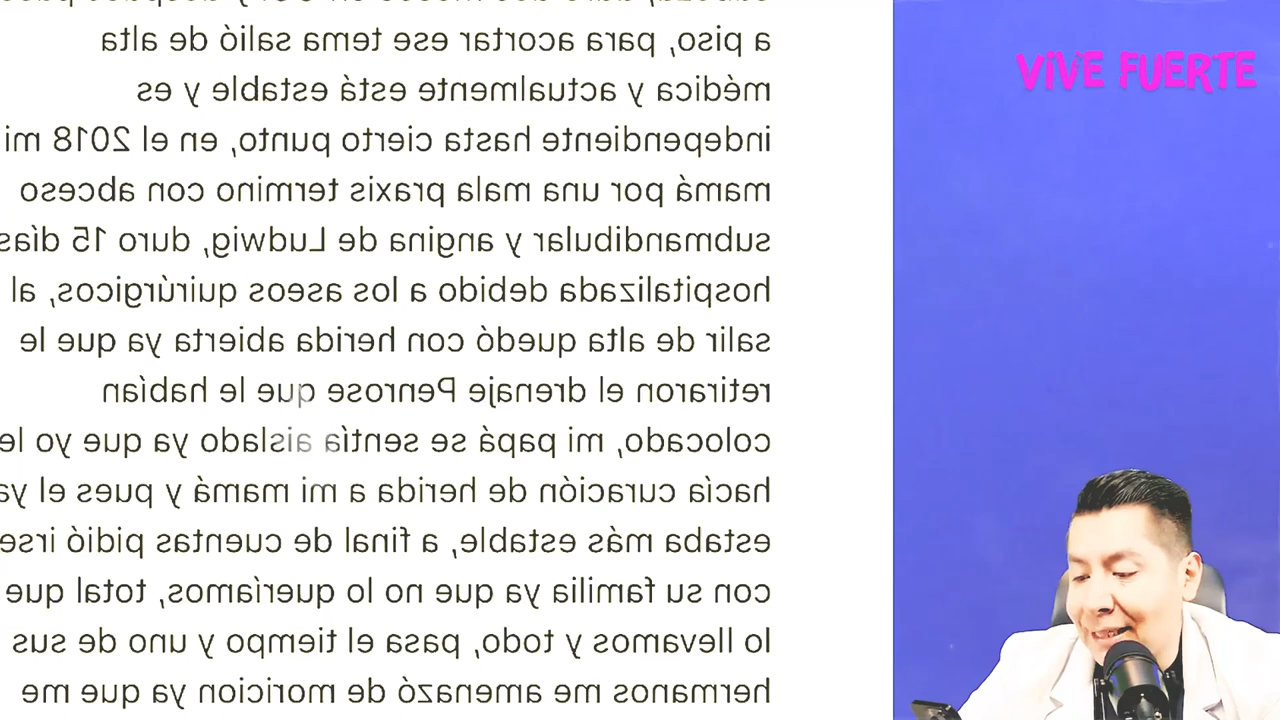 a piso, para acortar ese tema salió de alta
médica y actualmente está estable y es
independiente hasta cierto punto, en el 2018 mi
mamá por una mala praxis termino con abceso
submandibular y angina de Ludwig, duro 15 días
hospitalizada debido a los aseos quirúrgicos, al
salir de alta quedó con herida abierta ya que le
retiraron el drenaje Penrose que le habían
colocado, mi papá se sentía aislado ya que yo le
hacía curación de herida a mi mamá y pues el ya
estaba más estable, a final de cuentas pidió irse
con su familia ya que no lo queríamos, total que
lo llevamos y todo, pasa el tiempo y uno de sus
hermanos me amenazó de moricion ya que me
VIVE FUERTE